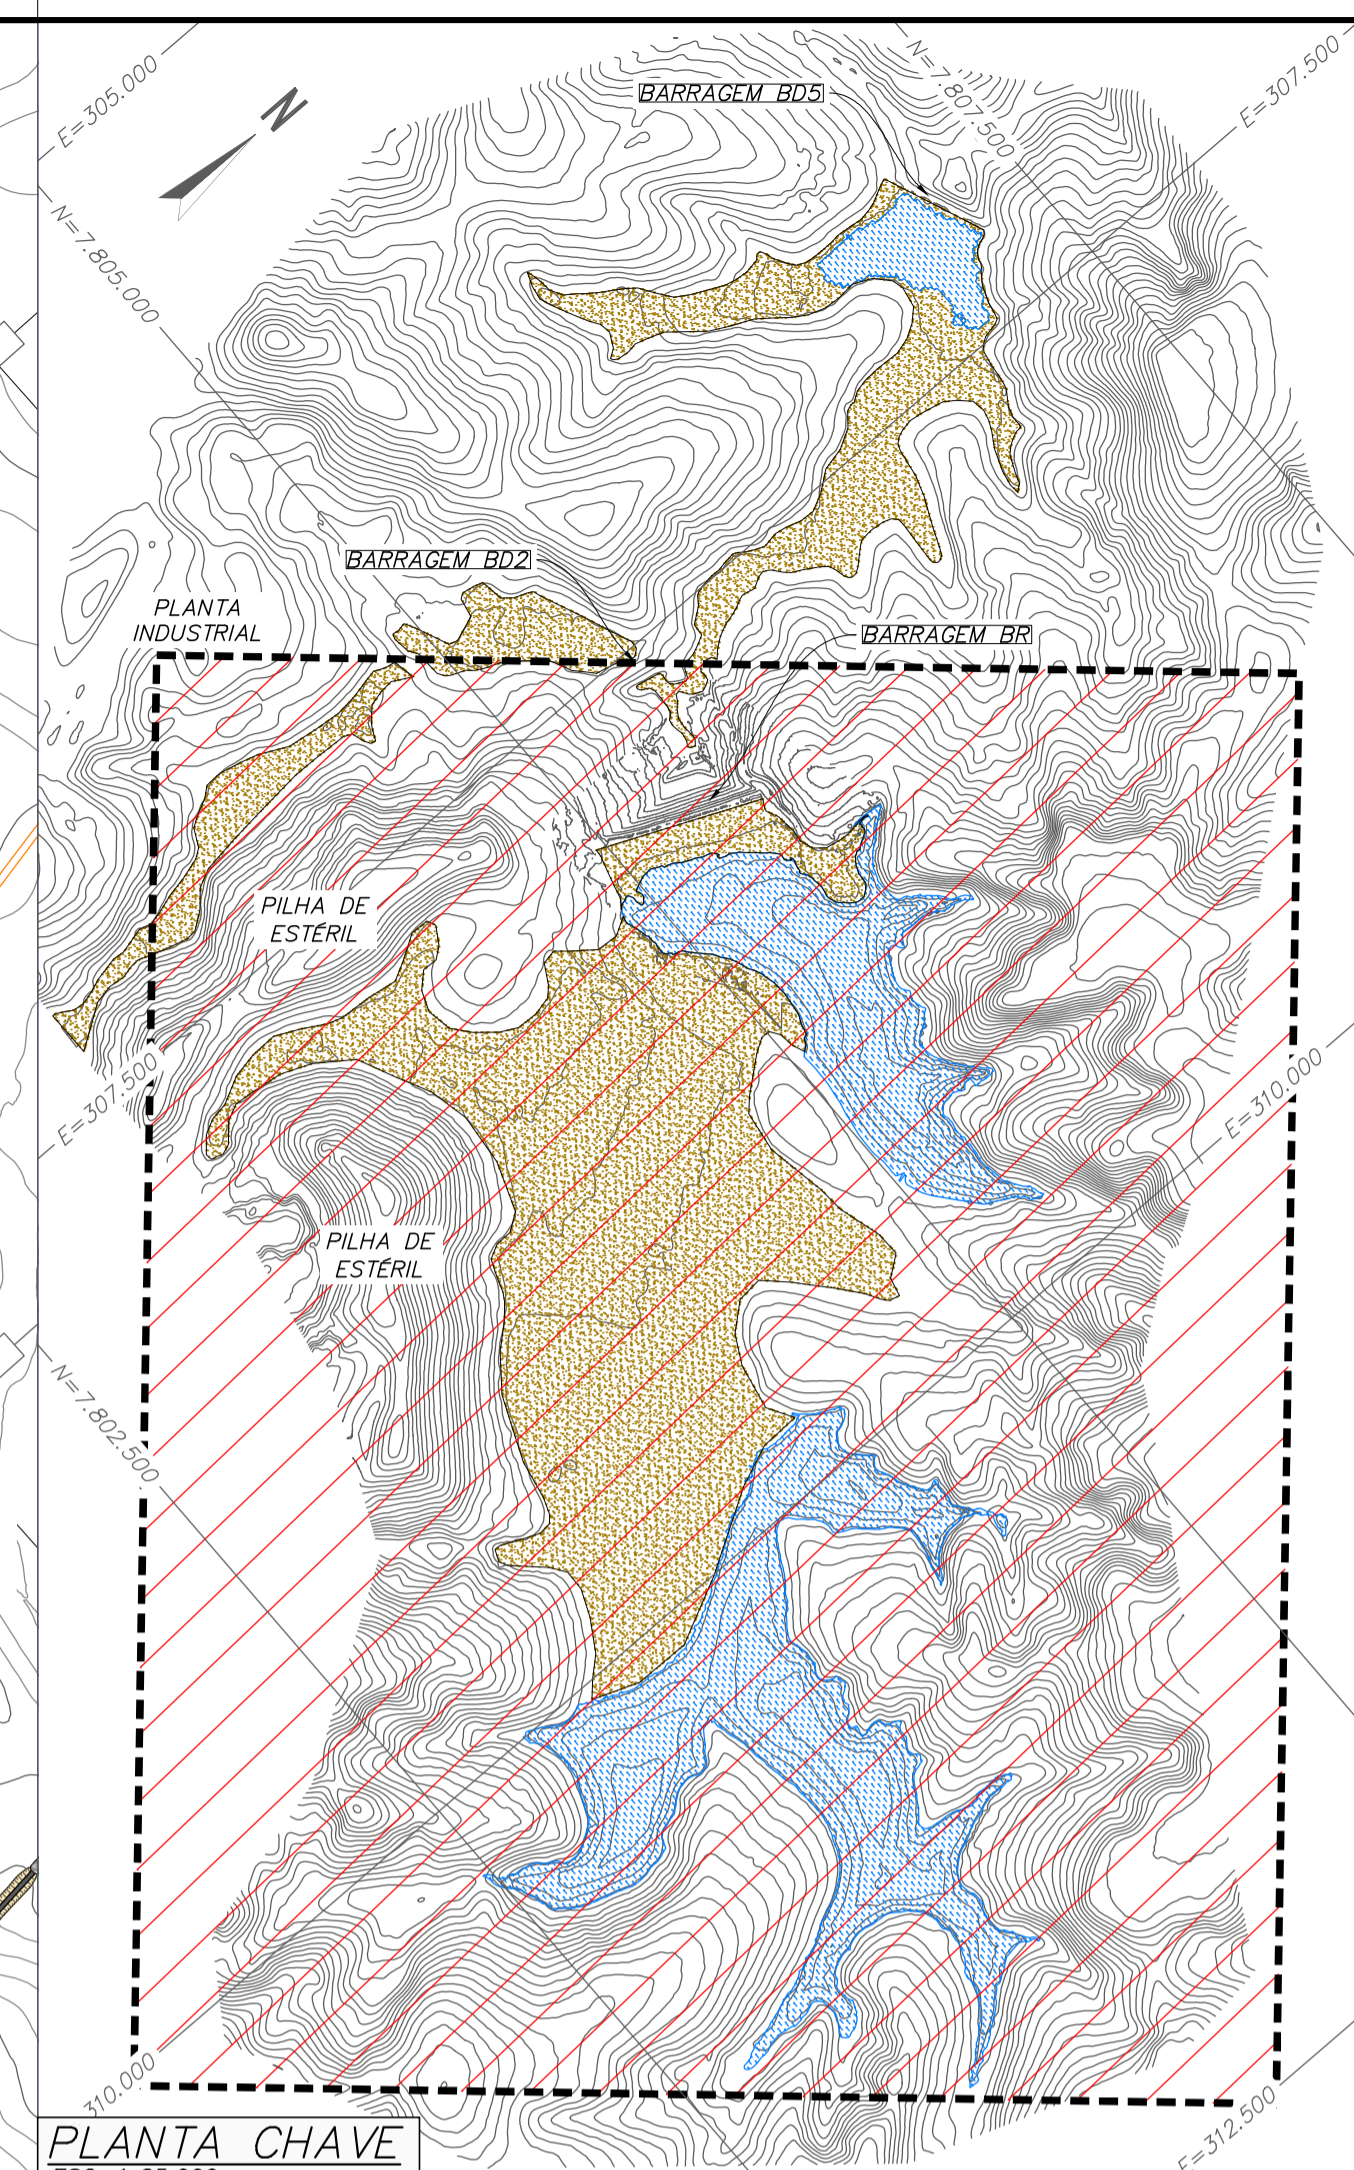 E=305.000
N
N=7.805.000
BARRAGEM BD5
N=7.807.500
E=307.500
BARRAGEM BD2
PLANTA
INDUSTRIAL
BARRAGEM BR
PILHA DE
ESTÉRIL
E=307.500
E=310.000
PILHA DE
ESTÉRIL
N=7.802.500
310.000
E=312.500
PLANTA CHAVE